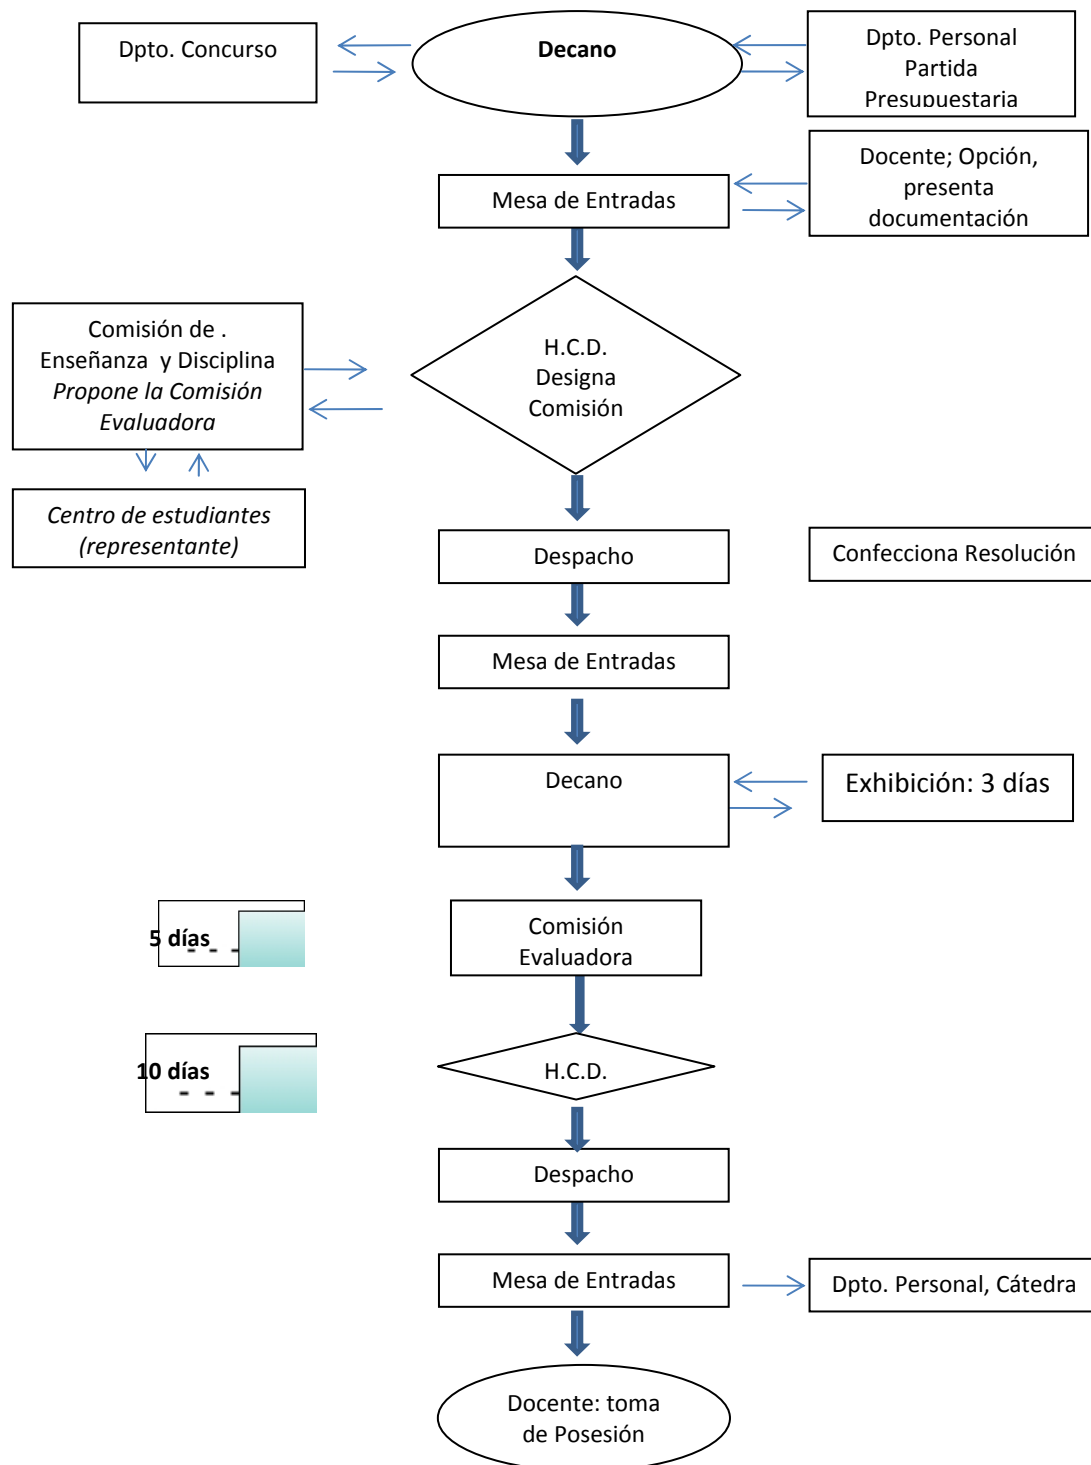 Dpto. Concurso
Decano
Dpto. Personal
Partida
Presupuestaria
Mesa de Entradas
Docente; Opción,
presenta
documentación
Comisión de .
Enseñanza y Disciplina
Propone la Comisión
Evaluadora
H.C.D.
Designa
Comisión
Centro de estudiantes
(representante)
Despacho
Confecciona Resolución
Mesa de Entradas
Decano
Exhibición: 3 días
5 días
Comisión
Evaluadora
10 días
H.C.D.
Despacho
Mesa de Entradas
Dpto. Personal, Cátedra
Docente: toma
de Posesión